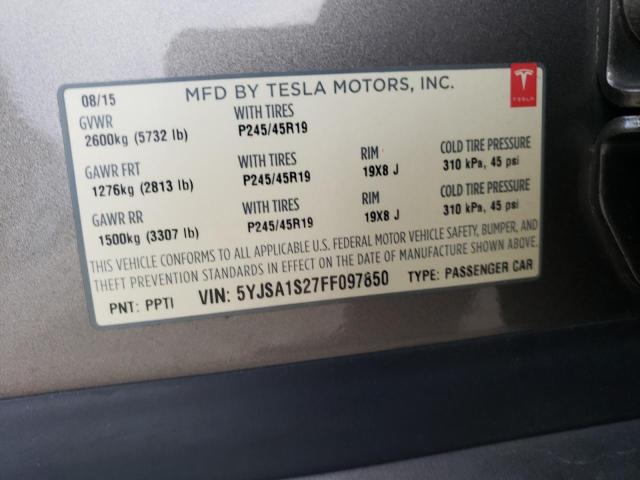 08/15 MFD BY TESLA MOTORS, INC.
TESLA
GVWR WITH TIRES
2600kg (5732 lb) P245/45R19
GAWR FRT WITH TIRES RIM COLD TIRE PRESSURE
1276kg (2813 lb) P245/45R19 19X8 J 310 kPa, 45 psi
GAWR RR WITH TIRES RIM COLD TIRE PRESSURE
1500kg (3307 lb) P245/45R19 19X8 J 310 kPa, 45 psi
THIS VEHICLE CONFORMS TO ALL APPLICABLE U.S. FEDERAL MOTOR VEHICLE SAFETY, BUMPER, AND
THEFT PREVENTION STANDARDS IN EFFECT ON THE DATE OF MANUFACTURE SHOWN ABOVE.
PNT: PPTI VIN: 5YJSA1S27FF097850 TYPE: PASSENGER CAR